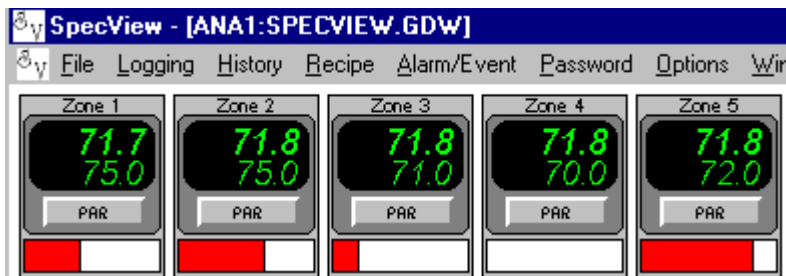 SpecView - [ANA1:SPECVIEW.GDW]
File Logging History Recipe Alarm/Event Password Options
Zone 1 Zone 2 Zone 3 Zone 4 Zone 5
71.7 71.8 71.8 71.8 71.8
75.0 75.0 71.0 70.0 72.0
PAR PAR PAR PAR PAR